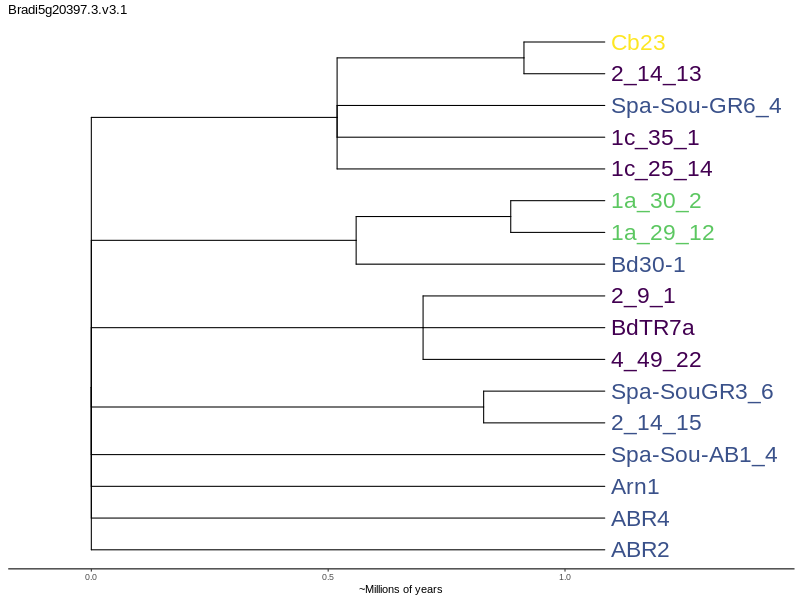 Bradi5g20397.3.v3.1
Cb23
2_14_13
Spa-Sou-GR6_4
1c_35_1
1c_25_14
1a_30_2
1a_29_12
Bd30-1
2_9_1
BdTR7a
4_49_22
Spa-SouGR3_6
2_14_15
Spa-Sou-AB1_4
Arn1
ABR4
ABR2
0.0 0.5 1.0
~Millions of years